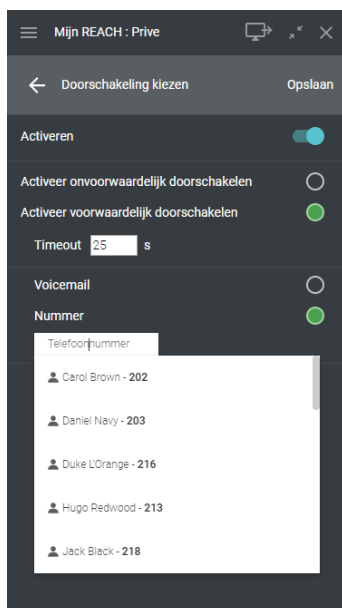 Mijn REACH : Prive
Doorschakeling kiezen Opslaan
Activeren
Activeer onvoorwaardelijk doorschakelen
Activeer voorwaardelijk doorschakelen
Timeout 25 s
Voicemail
Nummer
Telefoonnummer
Carol Brown - 202
Daniel Navy - 203
Duke L'Orange - 216
Hugo Redwood - 213
Jack Black - 218